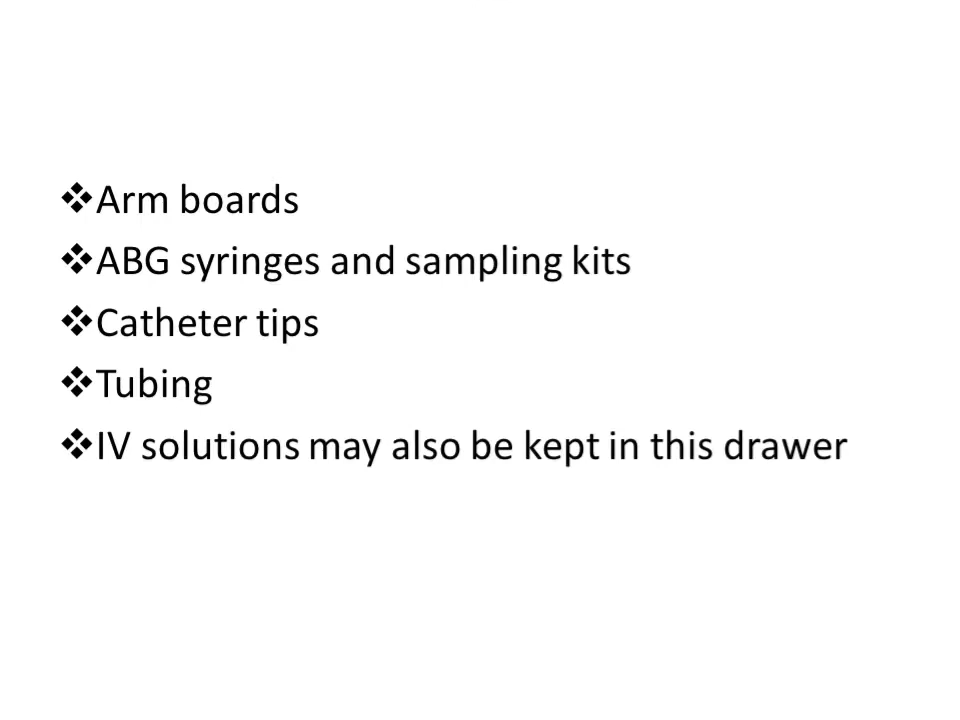 ❖Arm boards
❖ABG syringes and sampling kits
❖Catheter tips
❖Tubing
❖IV solutions may also be kept in this drawer